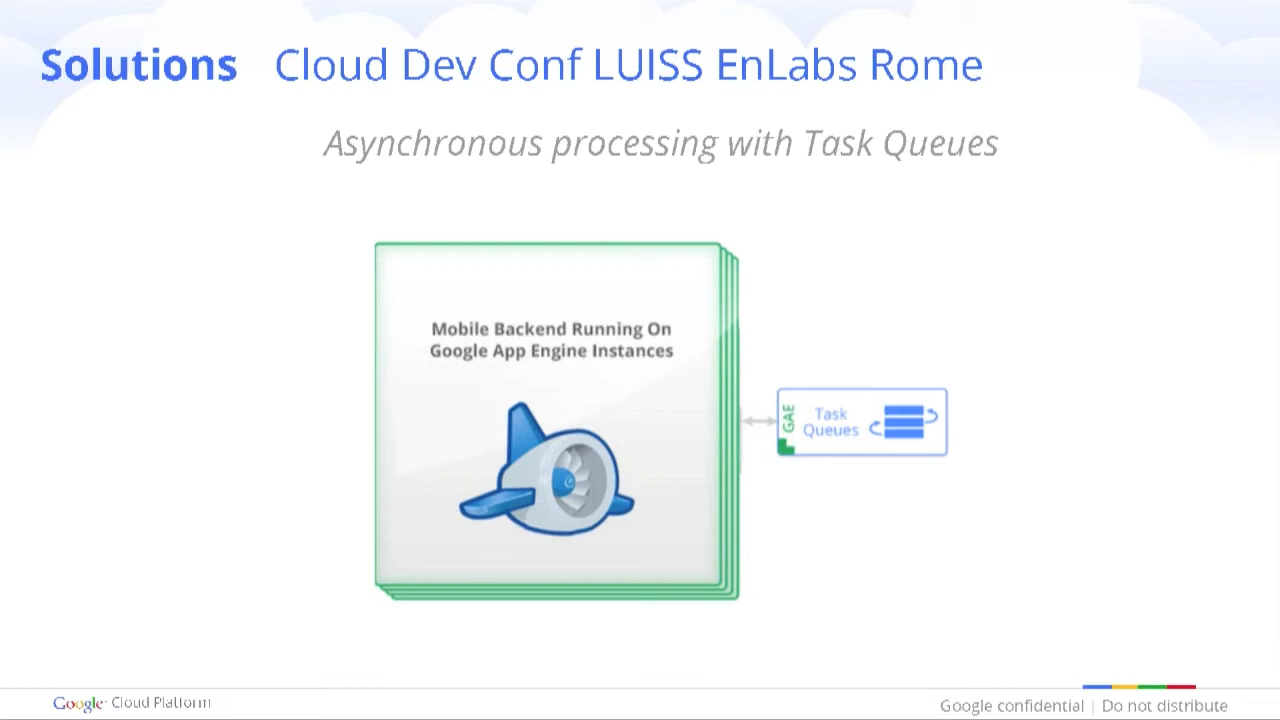 Solutions Cloud Dev Conf LUISS EnLabs Rome
Asynchronous processing with Task Queues
Mobile Backend Running On
Google App Engine Instances
GAE
Task
Queues
Google Cloud Platform
Google confidential | Do not distribute